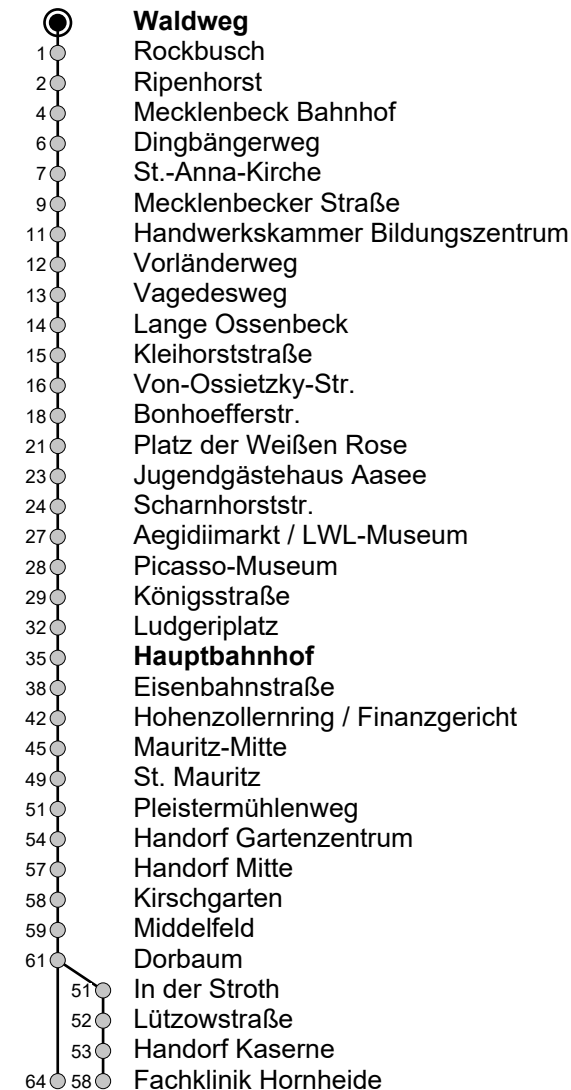 Waldweg
1 Rockbusch
2 Ripenhorst
4 Mecklenbeck Bahnhof
6 Dingbängerweg
7 St.-Anna-Kirche
9 Mecklenbecker Straße
11 Handwerkskammer Bildungszentrum
12 Vorländerweg
13 Vagedesweg
14 Lange Ossenbeck
15 Kleihorststraße
16 Von-Ossietzky-Str.
18 Bonhoefferstr.
21 Platz der Weißen Rose
23 Jugendgästehaus Aasee
24 Scharnhorststr.
27 Aegidiimarkt / LWL-Museum
28 Picasso-Museum
29 Königsstraße
32 Ludgeriplatz
35 Hauptbahnhof
38 Eisenbahnstraße
42 Hohenzollernring / Finanzgericht
45 Mauritz-Mitte
49 St. Mauritz
51 Pleistermühlenweg
54 Handorf Gartenzentrum
57 Handorf Mitte
58 Kirschgarten
59 Middelfeld
61 Dorbaum
51 In der Stroth
52 Lützowstraße
53 Handorf Kaserne
64 58 Fachklinik Hornheide